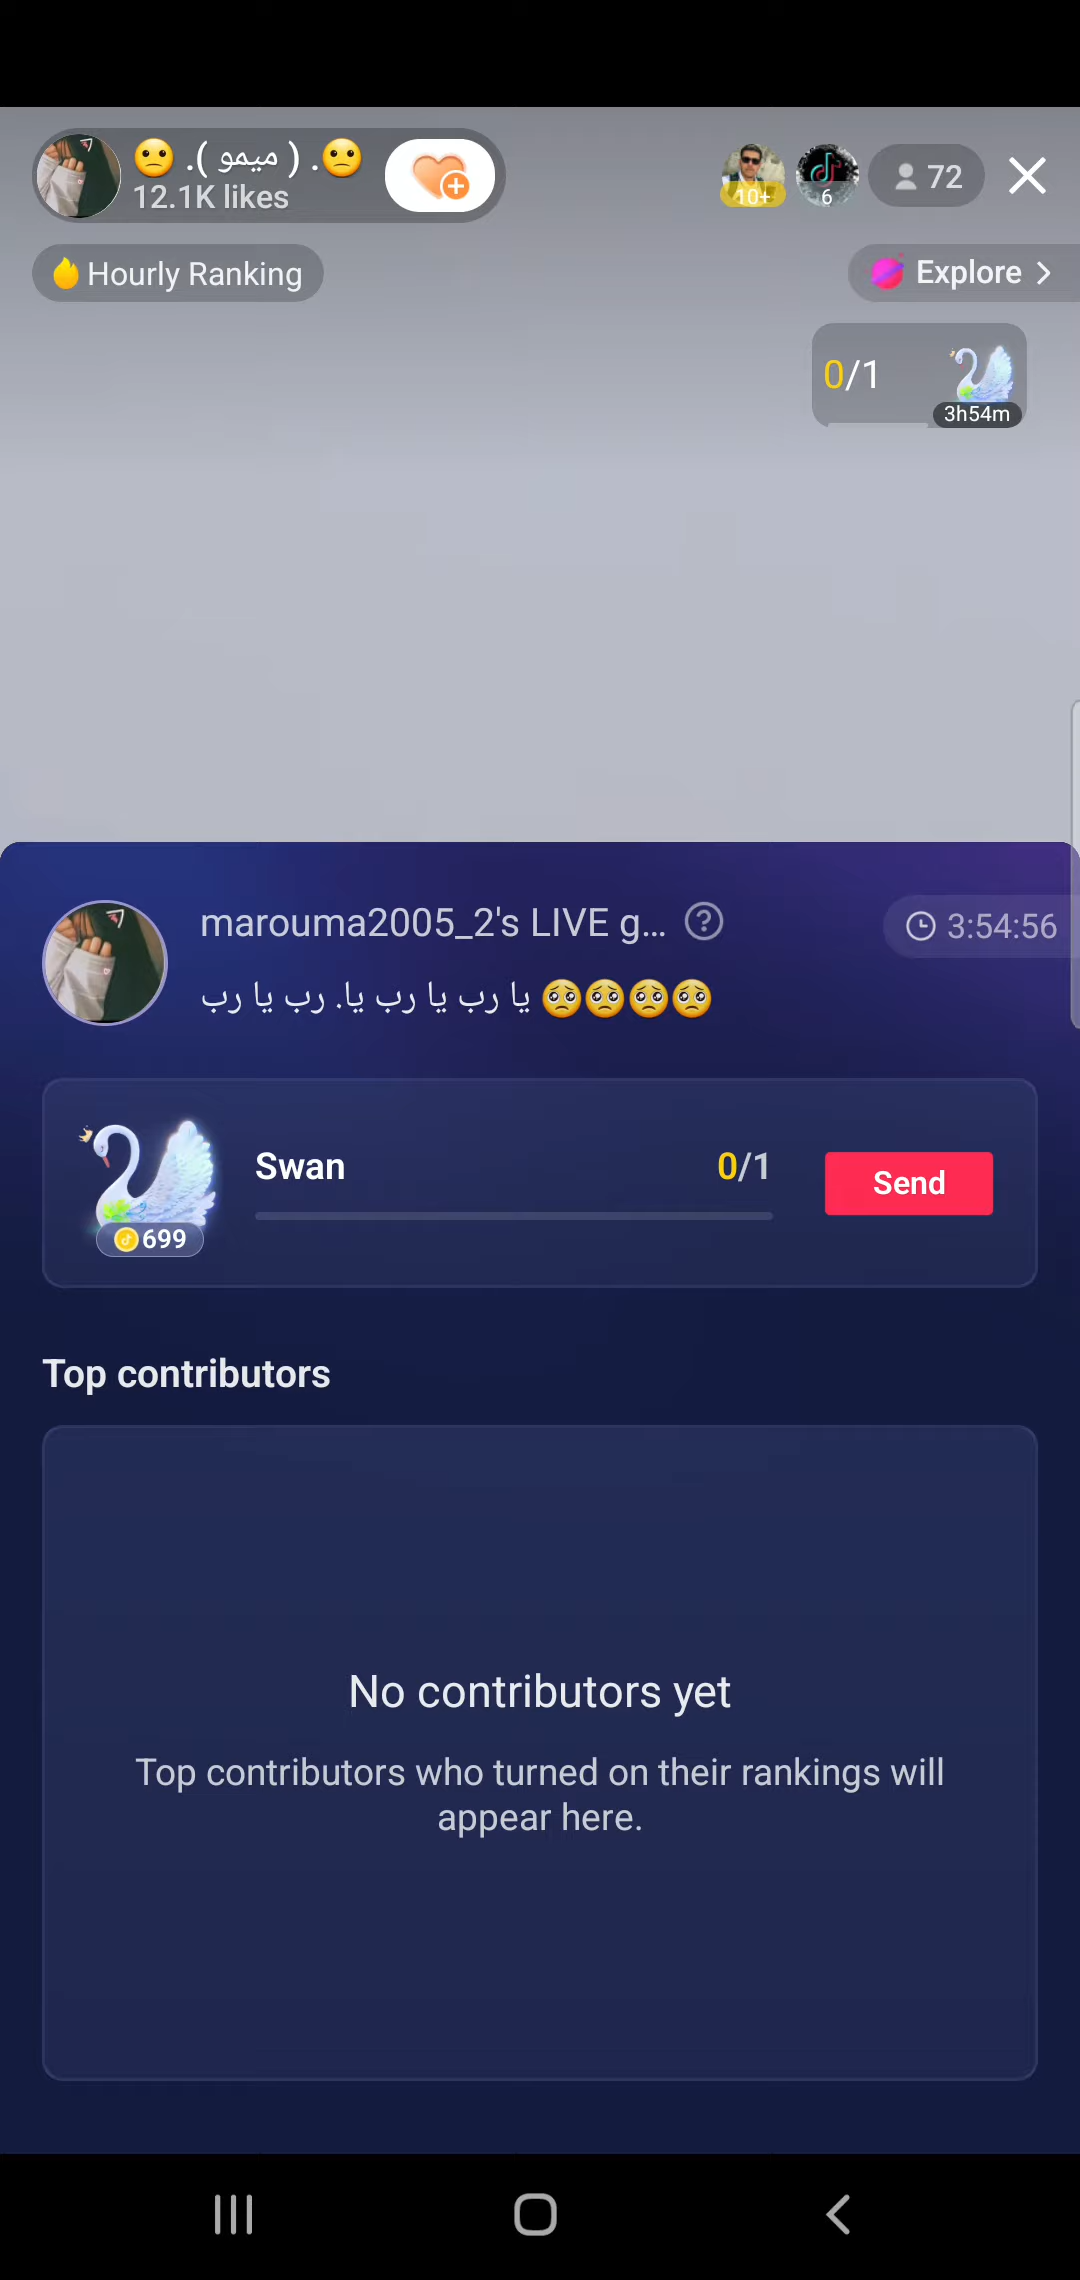 😕 .( ميمو ). 😕
12.1K likes
10+
6
72
Hourly Ranking
Explore
0/1
3h54m
marouma2005_2's LIVE g...
3:54:56
يا رب يا رب يا. رب يا رب 🥺🥺🥺🥺
Swan
0/1
Send
699
Top contributors
No contributors yet
Top contributors who turned on their rankings will
appear here.